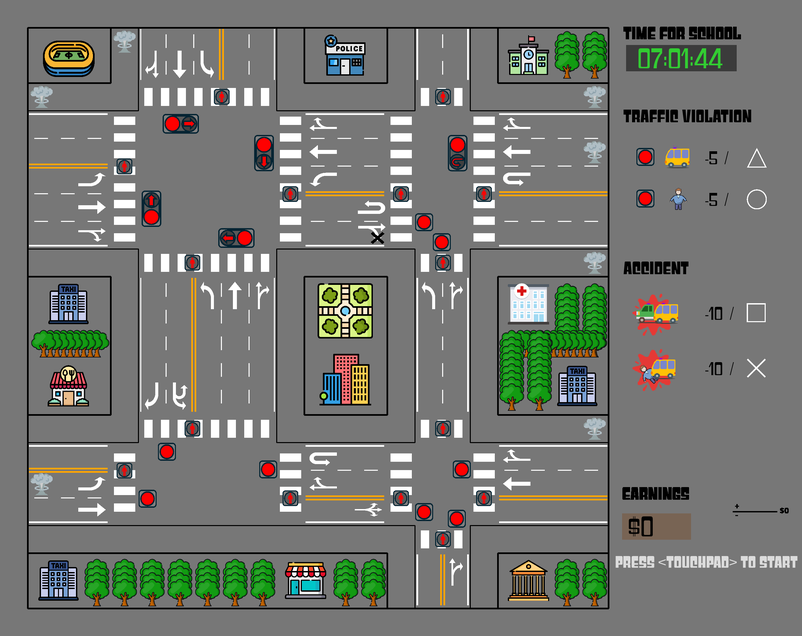 TIME FOR SCHOOL
07:01:44
POLICE
TRAFFIC VIOLATION
-5 /
-5 /
ACCIDENT
TAXI
-10 /
-10 /
TAXI
EARNINGS
+
- 50
$0
PRESS <TOUCHPAD> TO START
TAXI